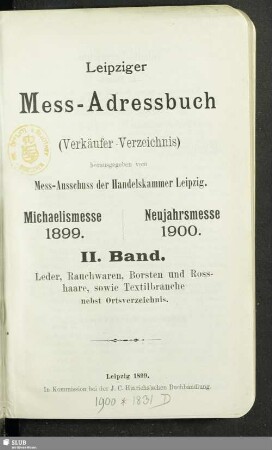 Leipziger
Mess-Adressbuch
(Verkäufer-Verzeichnis)
herausgegeben vom
Mess-Ausschuss der Handelskammer Leipzig.
Michaelismesse
1899.
Neujahrsmesse
1900.
II. Band.
Leder, Rauchwaren, Borsten und Ross-
haare, sowie Textilbranche
nebst Ortsverzeichnis.
Leipzig 1899.
In Kommission bei der J. C. Hinrichs'schen Buchhandlung.
1900 * 1831 D
SLUB